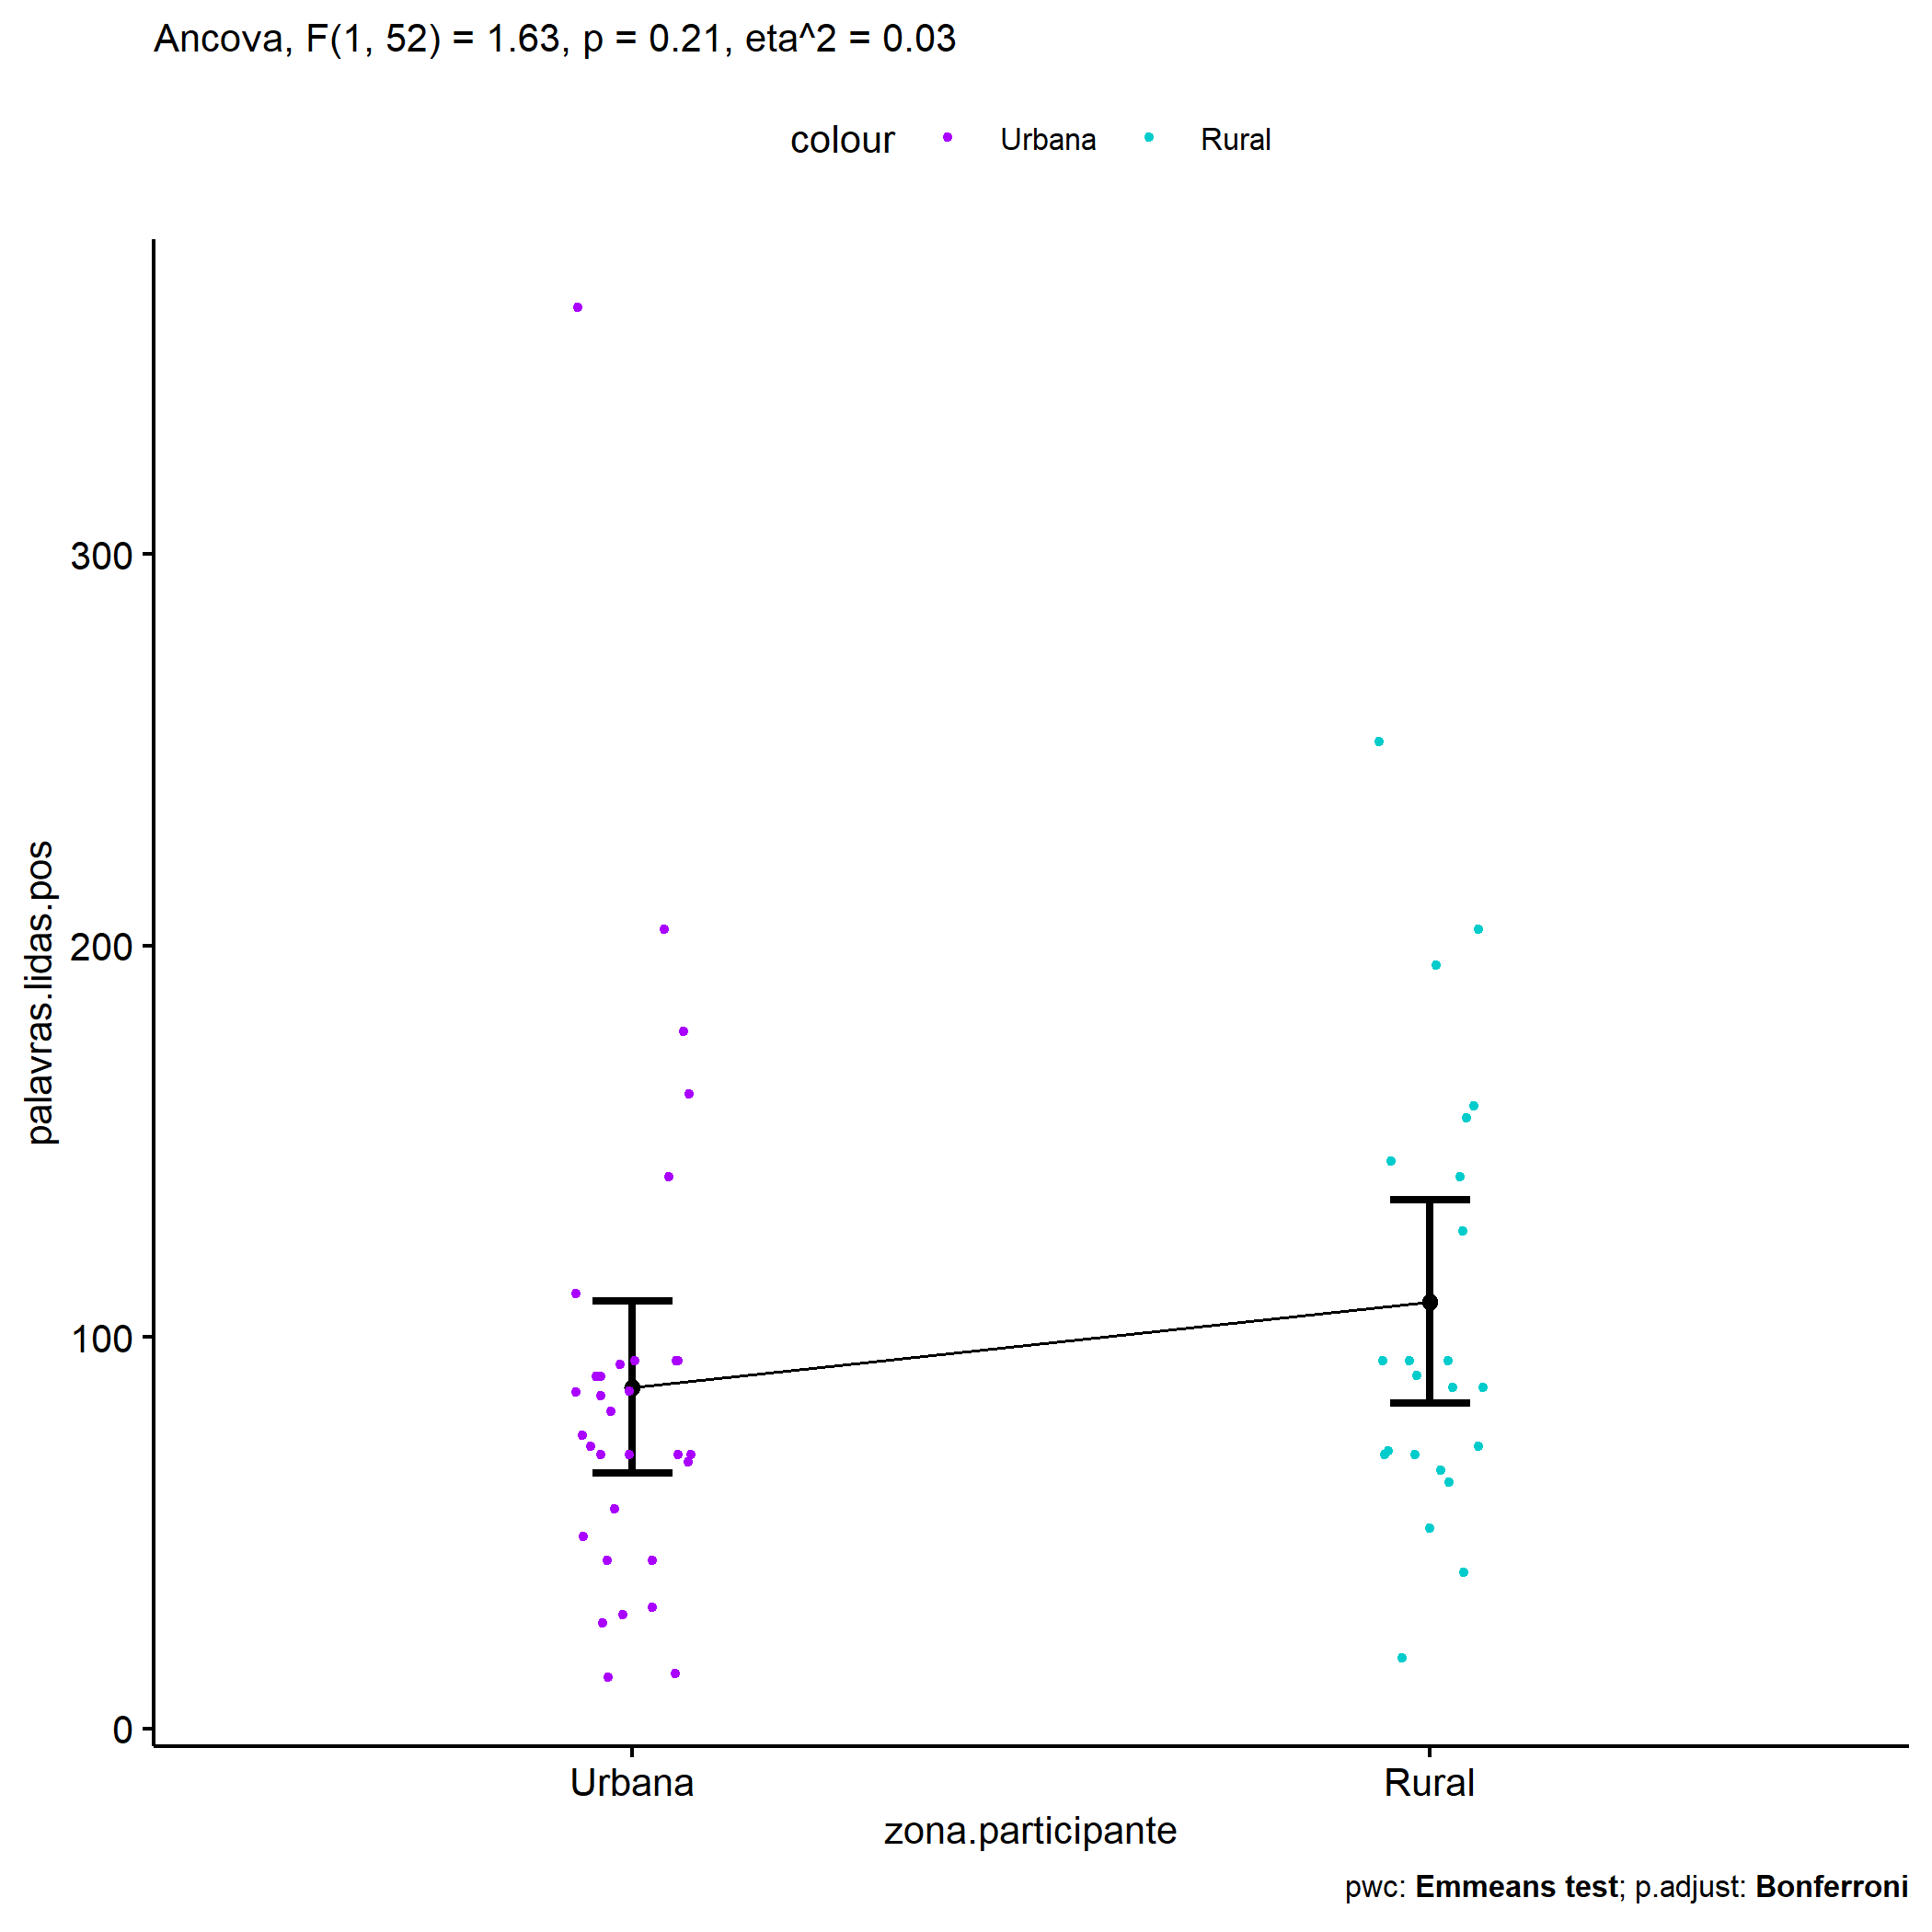 Ancova, F(1, 52) = 1.63, p = 0.21, eta^2 = 0.03
colour Urbana Rural
palavras.lidas.pos
300
200
100
0
Urbana Rural
zona.participante
pwc: Emmeans test; p.adjust: Bonferroni